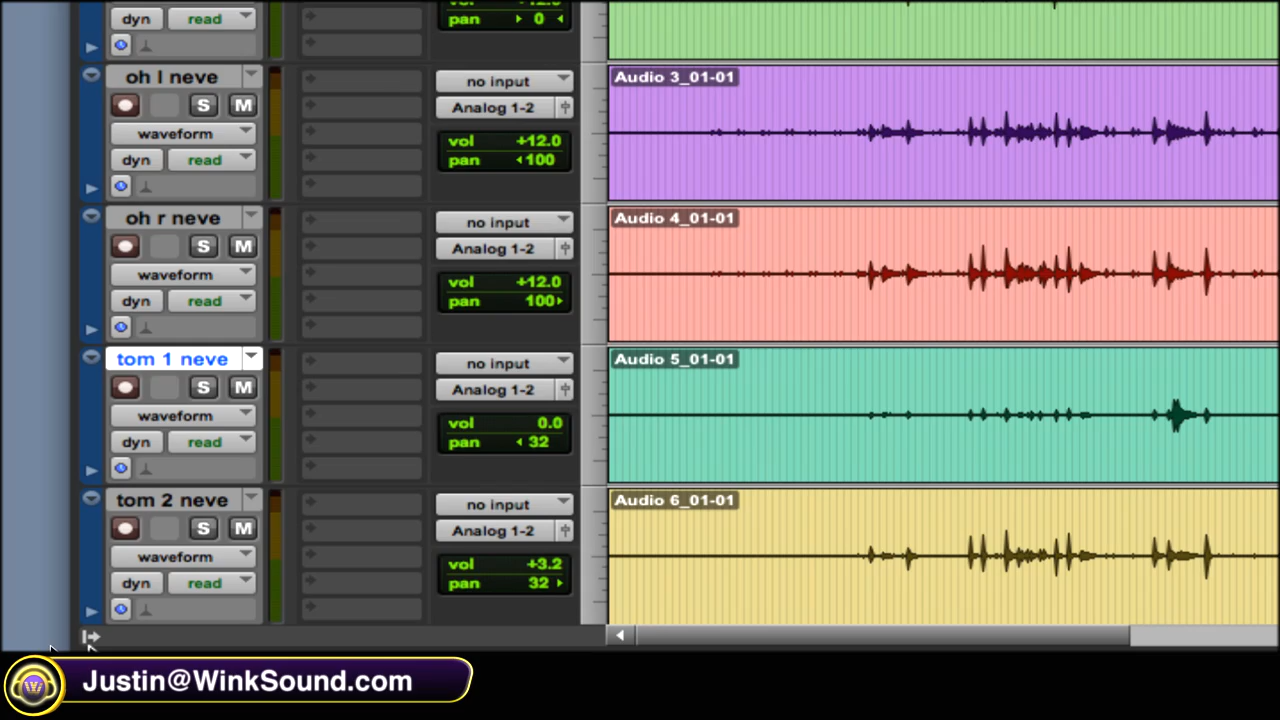 dyn read
pan 0
oh l neve
no input
Audio 3_01-01
S M
Analog 1-2
waveform
vol +12.0
dyn read
pan 100
oh r neve
no input
Audio 4_01-01
S M
Analog 1-2
waveform
vol +12.0
dyn read
pan 100
tom 1 neve
no input
Audio 5_01-01
S M
Analog 1-2
waveform
vol 0.0
dyn read
pan 32
tom 2 neve
no input
Audio 6_01-01
S M
Analog 1-2
waveform
vol +3.2
dyn read
pan 32
W Justin@WinkSound.com